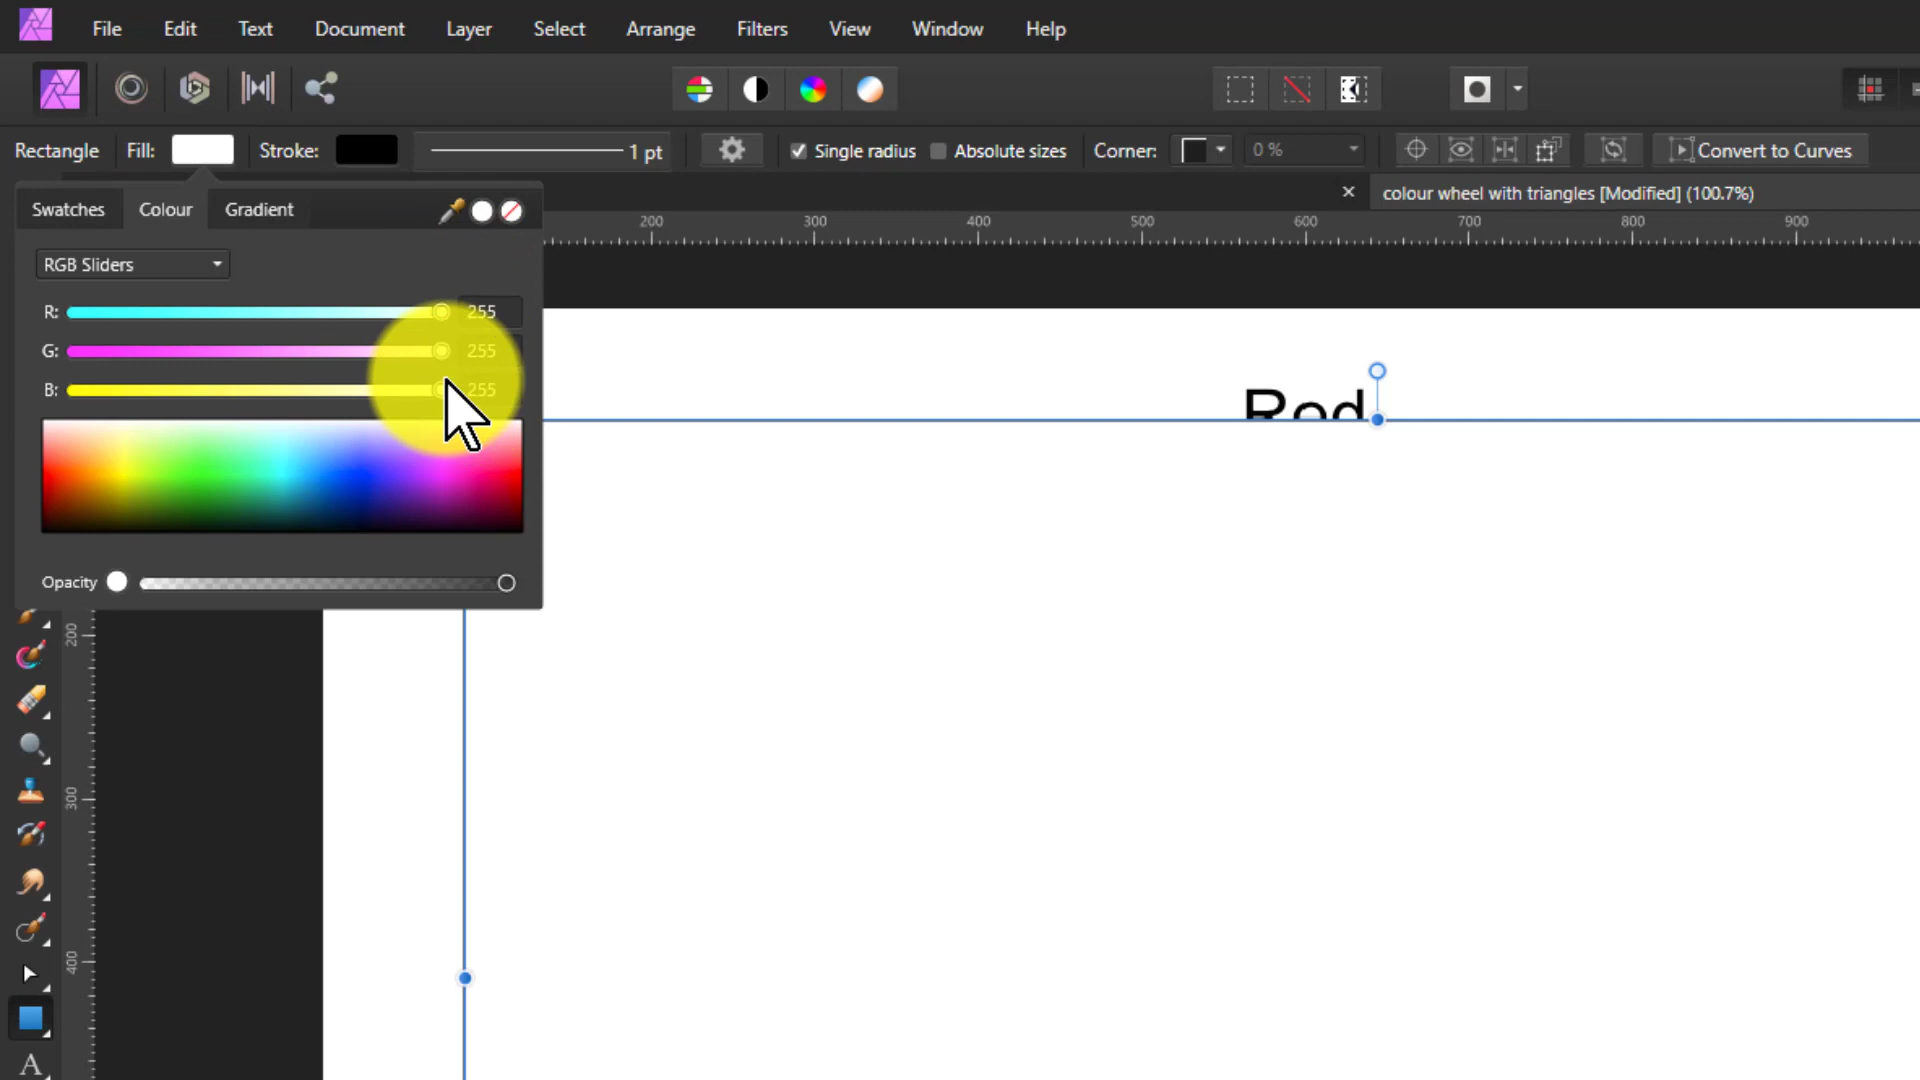 File Edit Text Document Layer Select Arrange Filters View Window Help
Rectangle Fill: Stroke: 1 pt Single radius Absolute sizes Corner: 0 % Convert to Curves
colour wheel with triangles [Modified] (100.7%)
Swatches Colour Gradient
200 300 400 500 600 700 800 900
RGB Sliders
R: 255
G: 255
B: 255
Red
Opacity
200
300
400